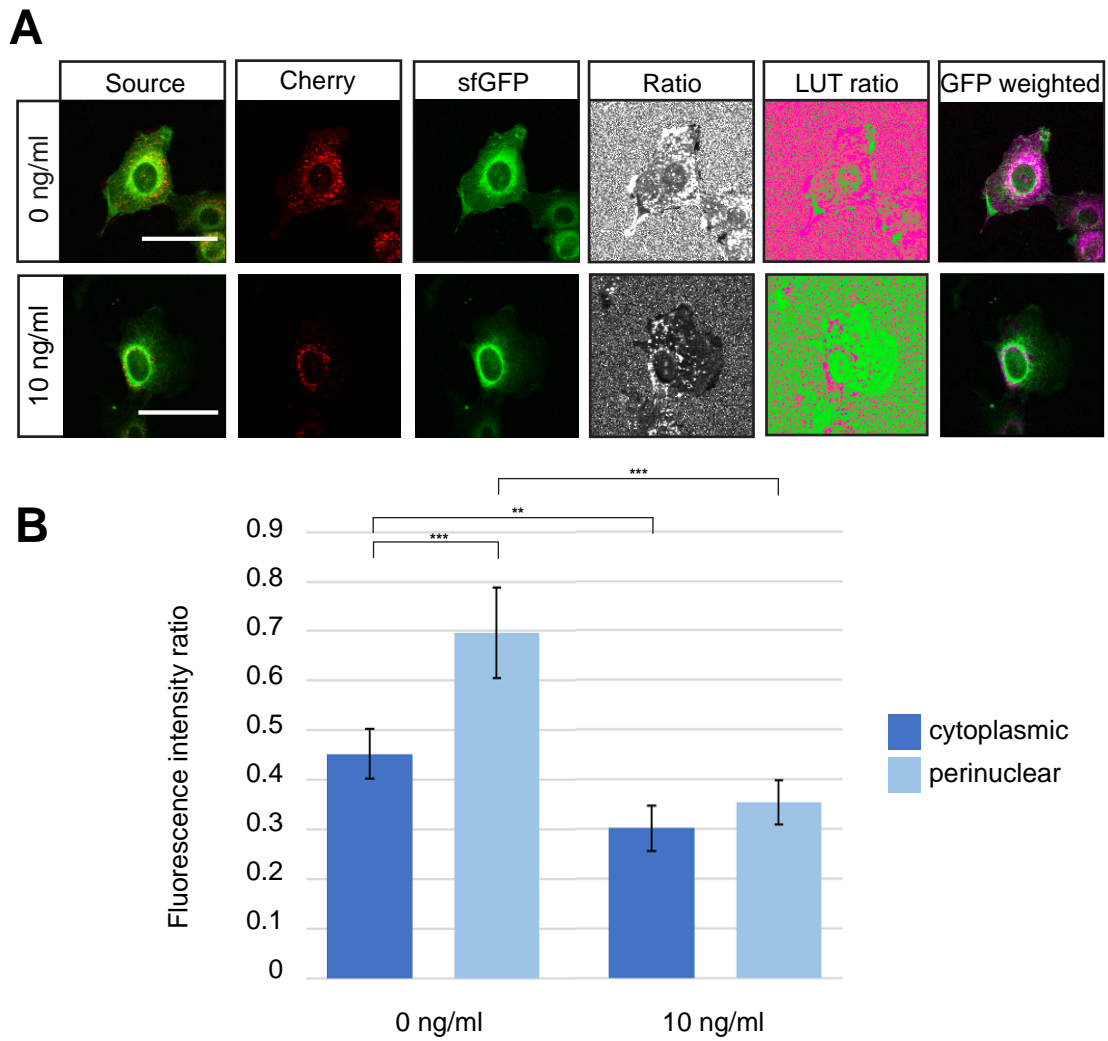 A
Source Cherry sfGFP Ratio LUT ratio GFP weighted
0 ng/ml
10 ng/ml
B
***
**
***
0.9
0.8
0.7
0.6
0.5
0.4
0.3
0.2
0.1
0
Fluorescence intensity ratio
cytoplasmic
perinuclear
0 ng/ml 10 ng/ml